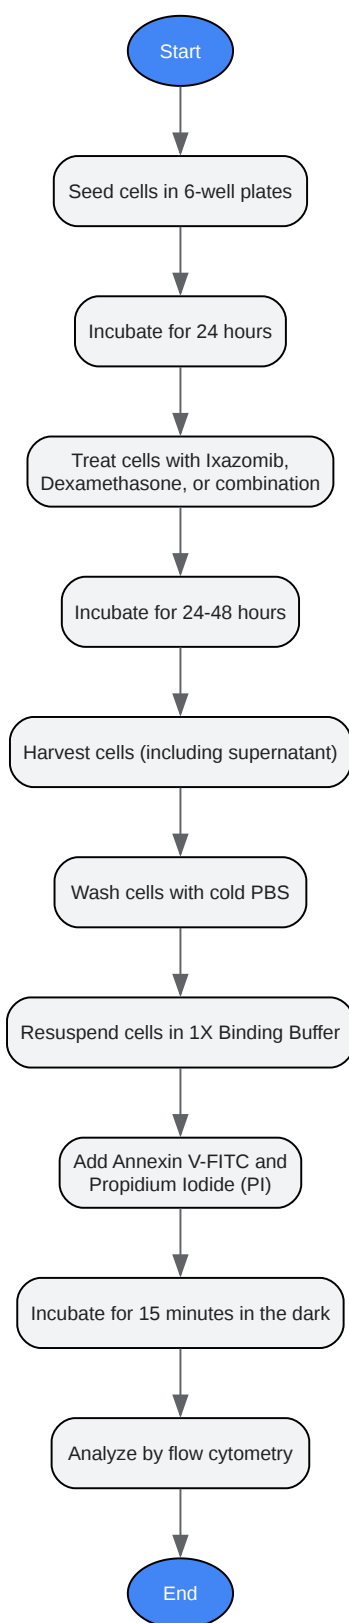 Start
Seed cells in 6-well plates
Incubate for 24 hours
Treat cells with Ixazomib,
Dexamethasone, or combination
Incubate for 24-48 hours
Harvest cells (including supernatant)
Wash cells with cold PBS
Resuspend cells in 1X Binding Buffer
Add Annexin V-FITC and
Propidium Iodide (PI)
Incubate for 15 minutes in the dark
Analyze by flow cytometry
End